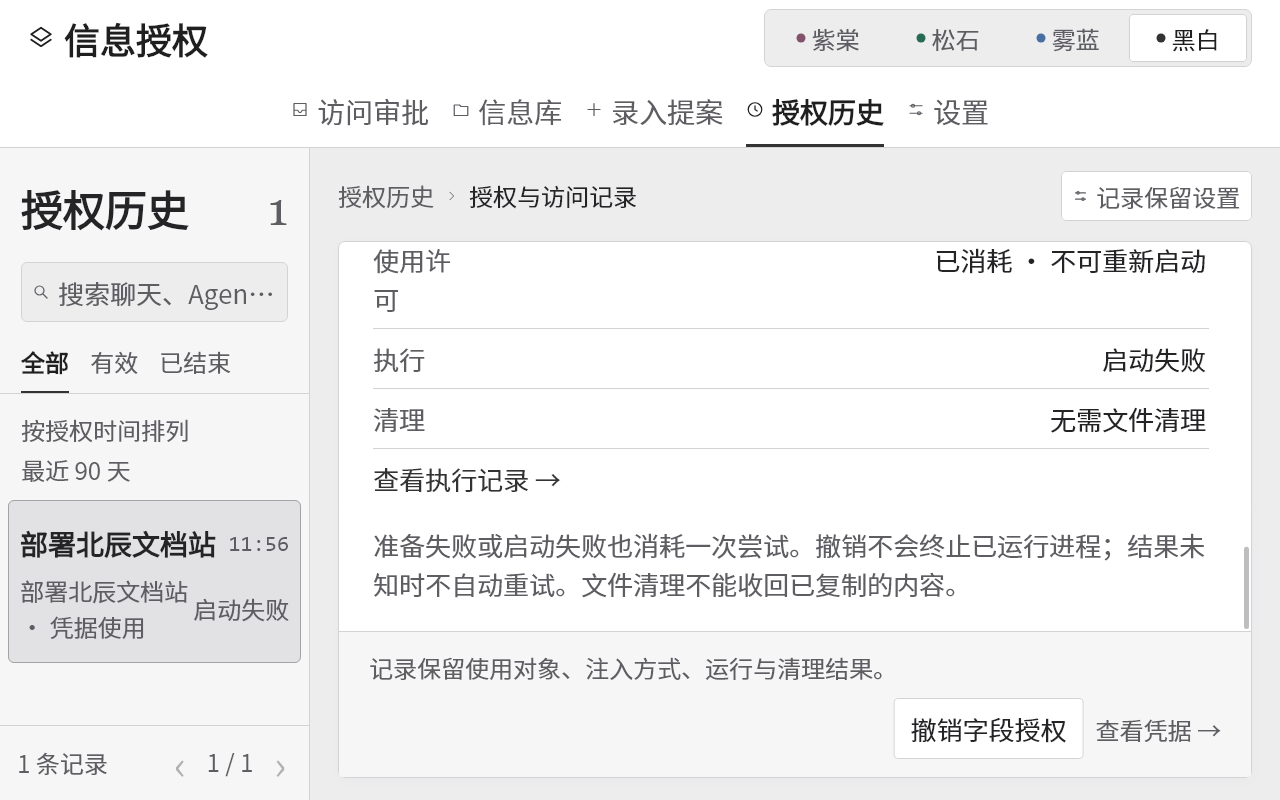 信息授权
紫棠
松石
雾蓝
黑白
访问审批
信息库
录入提案
授权历史
设置
授权历史 1
搜索聊天、Agen…
全部 有效 已结束
按授权时间排列
最近 90 天
部署北辰文档站 11:56
部署北辰文档站
· 凭据使用
启动失败
1 条记录
‹ 1 / 1 ›
授权历史 › 授权与访问记录
记录保留设置
使用许可 已消耗 · 不可重新启动
执行 启动失败
清理 无需文件清理
查看执行记录 →
准备失败或启动失败也消耗一次尝试。撤销不会终止已运行进程；结果未
知时不自动重试。文件清理不能收回已复制的内容。
记录保留使用对象、注入方式、运行与清理结果。
撤销字段授权
查看凭据 →